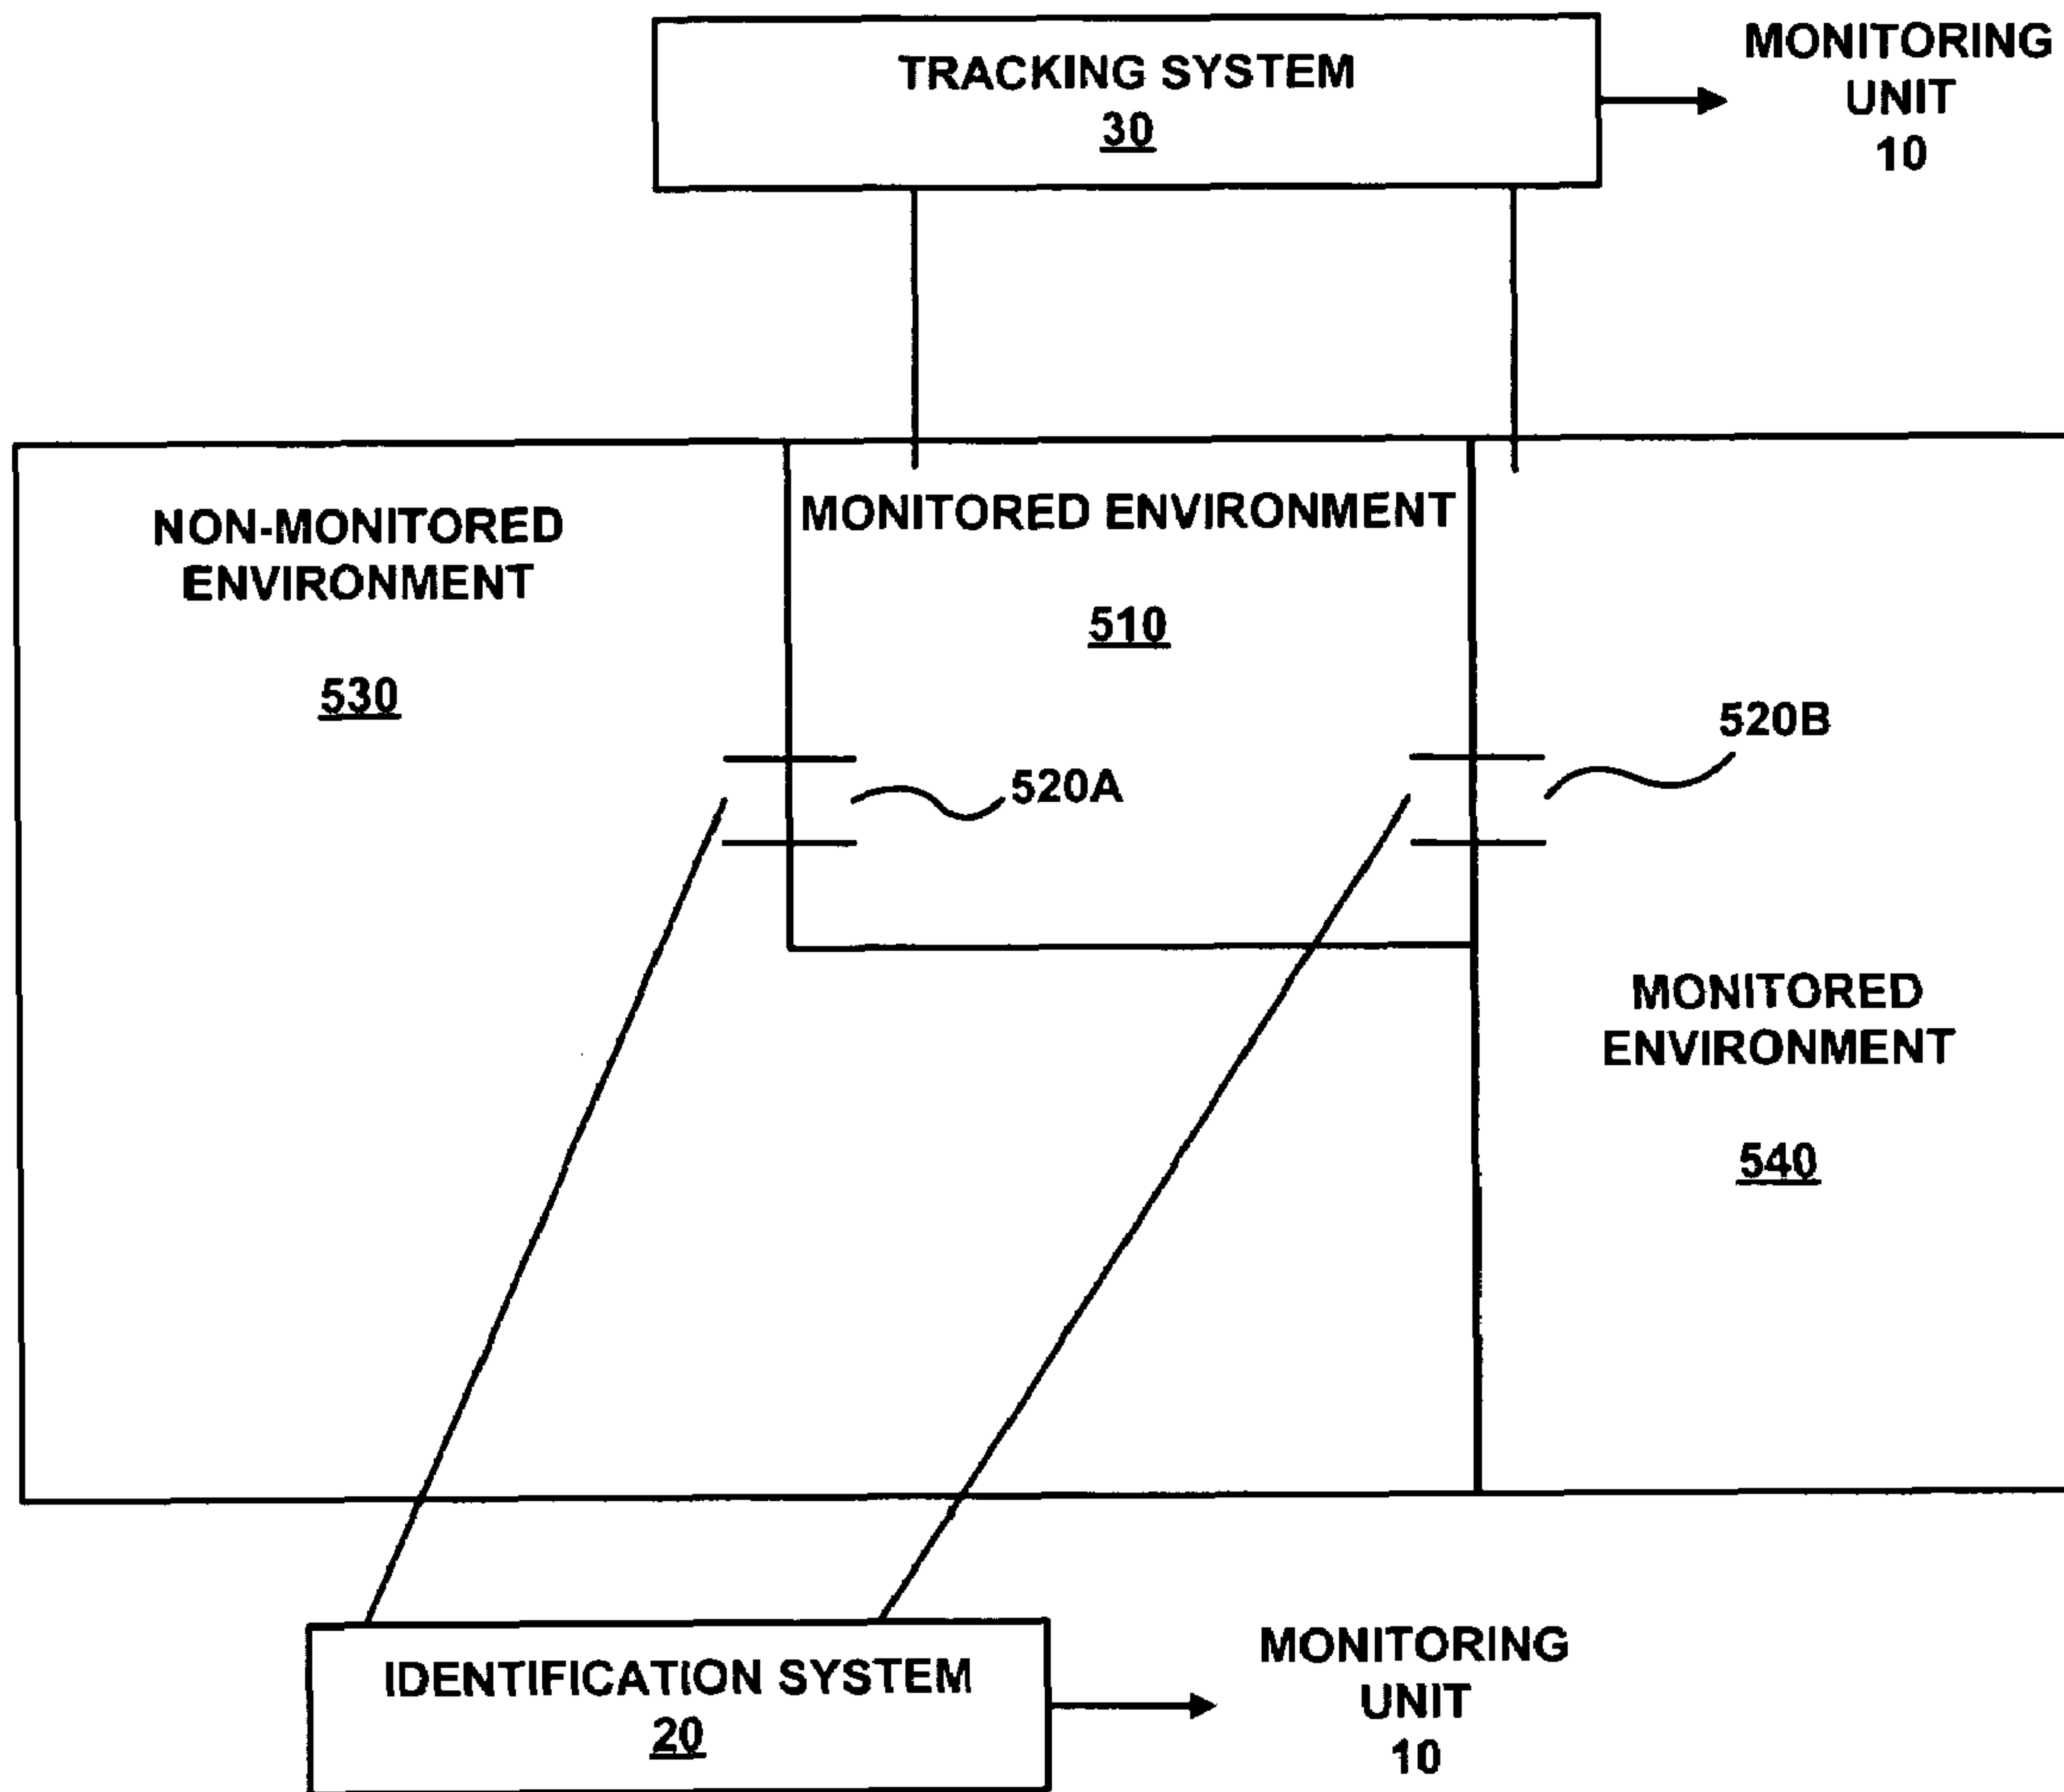 TRACKING SYSTEM
30
MONITORING
UNIT
10
NON-MONITORED
ENVIRONMENT
530
MONITORED ENVIRONMENT
510
520A
520B
MONITORED
ENVIRONMENT
540
IDENTIFICATION SYSTEM
20
MONITORING
UNIT
10